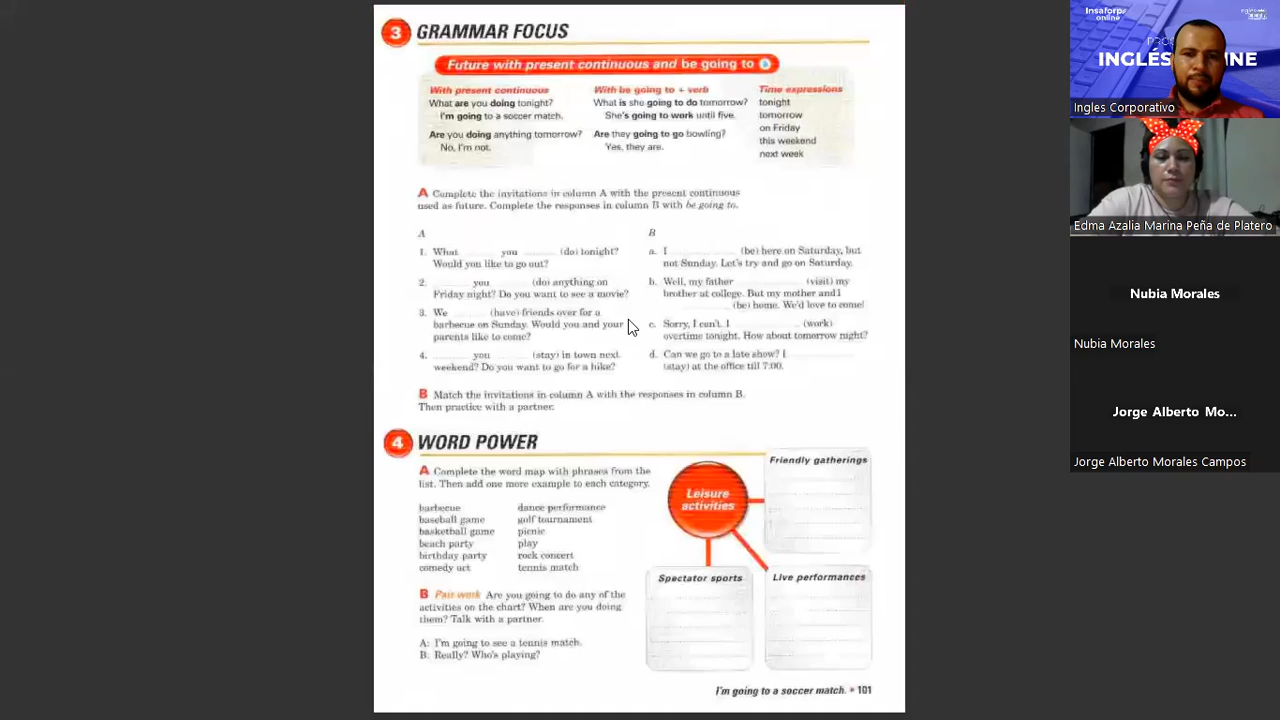 3 GRAMMAR FOCUS
Future with present continuous and be going to
With present continuous
What are you doing tonight?
I'm going to a soccer match.
Are you doing anything tomorrow?
No, I'm not.
With be going to + verb
What is she going to do tomorrow?
She's going to work until five.
Are they going to go bowling?
Yes, they are.
Time expressions
tonight
tomorrow
on Friday
this weekend
next week
A Complete the invitations in column A with the present continuous
used as future. Complete the responses in column B with be going to.
A
1. What ____ you ____ (do) tonight?
Would you like to go out?
2. ____ you ____ (do) anything on
Friday night? Do you want to see a movie?
3. We ____ (have) friends over for a
barbecue on Sunday. Would you and your
parents like to come?
4. ____ you ____ (stay) in town next
weekend? Do you want to go for a hike?
B
a. I ____ (be) here on Saturday, but
not Sunday. Let's try and go on Saturday.
b. Well, my father ____ (visit) my
brother at college. But my mother and I
____ (be) home. We'd love to come!
c. Sorry, I can't. I ____ (work)
overtime tonight. How about tomorrow night?
d. Can we go to a late show? I ____
(stay) at the office till 7:00.
B Match the invitations in column A with the responses in column B.
Then practice with a partner.
4 WORD POWER
A Complete the word map with phrases from the
list. Then add one more example to each category.
barbecue
baseball game
basketball game
beach party
birthday party
comedy act
dance performance
golf tournament
picnic
play
rock concert
tennis match
B Pair work Are you going to do any of the
activities on the chart? When are you doing
them? Talk with a partner.
A: I'm going to see a tennis match.
B: Really? Who's playing?
Leisure
activities
Friendly gatherings
Spectator sports
Live performances
I'm going to a soccer match. • 101
Insaforp
online
INGLÉS
Ingles Corporativo
Edma Azalia Marina Peña de Platero
Nubia Morales
Nubia Morales
Jorge Alberto Mo...
Jorge Alberto Morales Campos